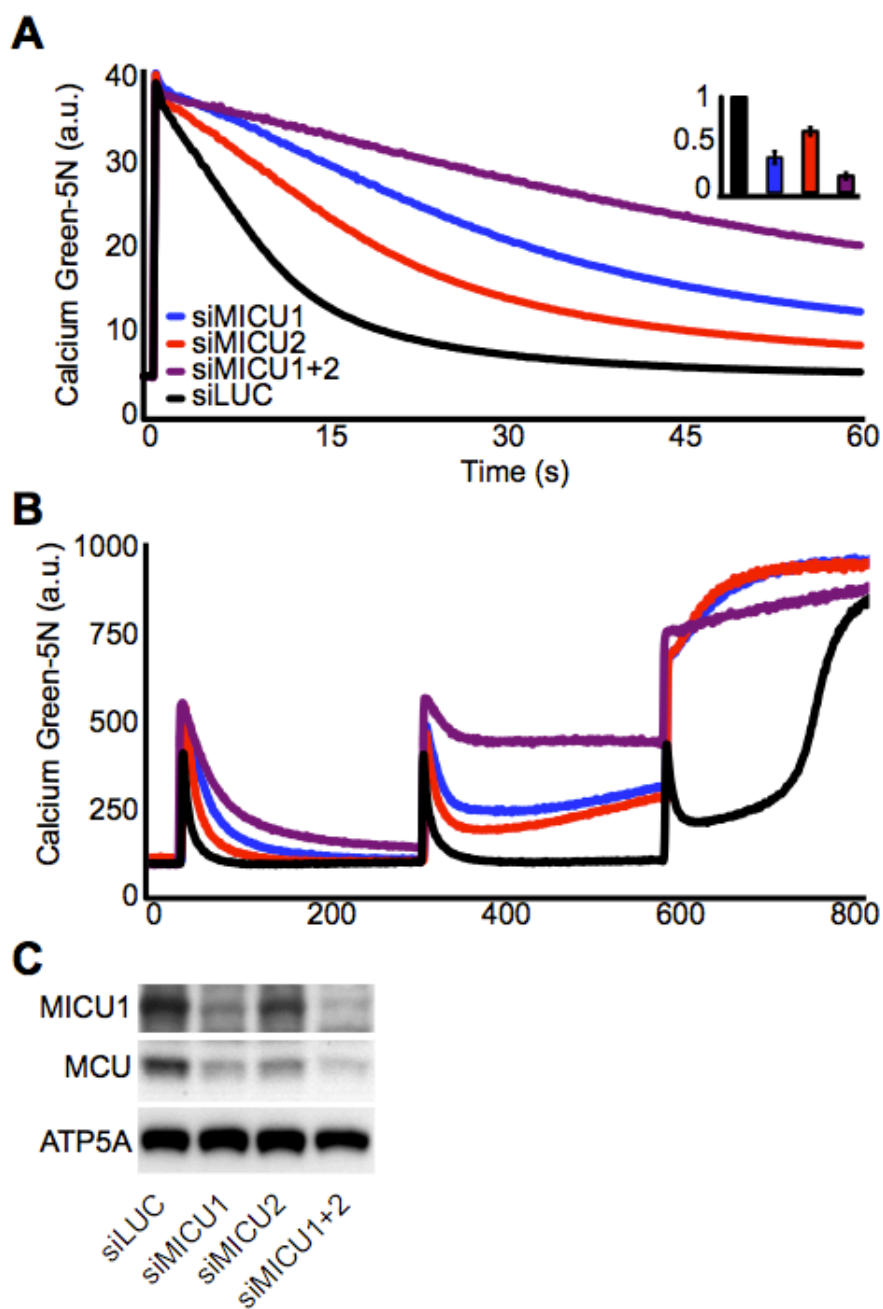 A
Calcium Green-5N (a.u.)
40
30
20
10
0
1
0.5
0
siMICU1
siMICU2
siMICU1+2
siLUC
0 15 30 45 60
Time (s)
B
Calcium Green-5N (a.u.)
1000
750
500
250
0
0 200 400 600 800
C
MICU1
MCU
ATP5A
siLUC
siMICU1
siMICU2
siMICU1+2